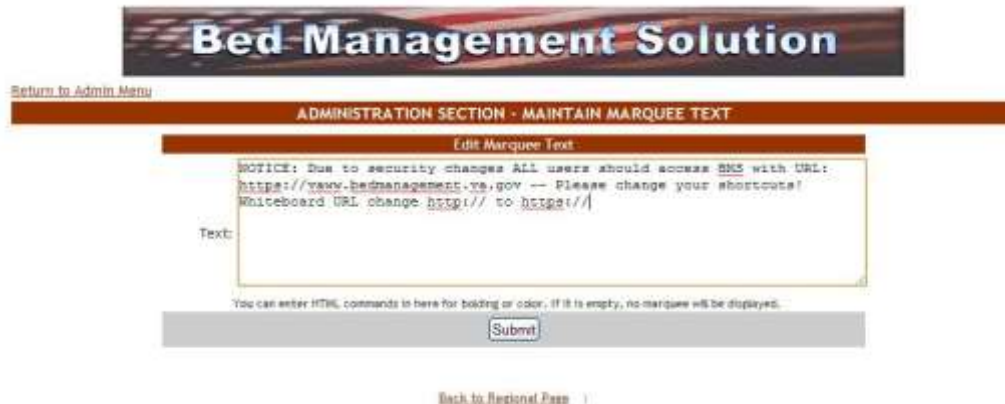 Bed Management Solution
Return to Admin Menu
ADMINISTRATION SECTION - MAINTAIN MARQUEE TEXT
Edit Marquee Text
NOTICE: Due to security changes ALL users should access BMS with URL:
https://vaww.bedmanagement.va.gov -- Please change your shortcuts!
Whiteboard URL change http:// to https://
Text:
You can enter HTML commands in here for bolding or color. If it is empty, no marquee will be displayed.
Submit
Back to Regional Page |